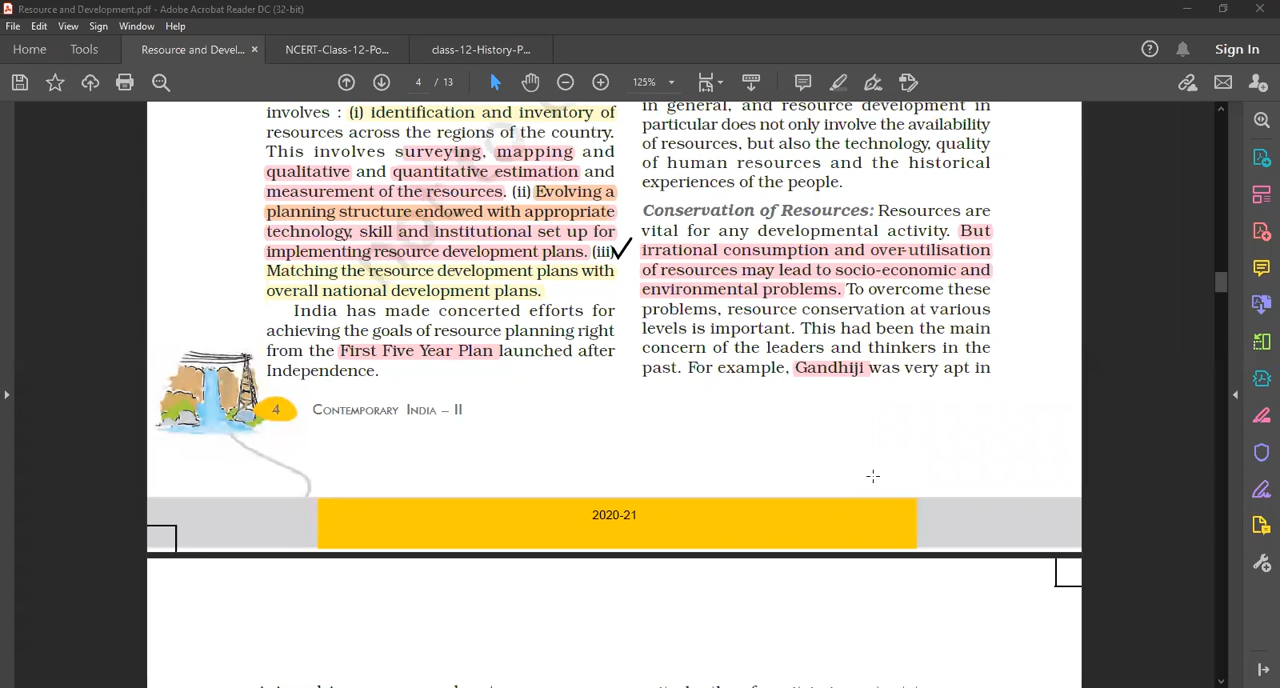 Resource and Development.pdf - Adobe Acrobat Reader DC (32-bit)
File Edit View Sign Window Help
Home Tools Resource and Devel... × NCERT-Class-12-Po... class-12-History-P... Sign In
4 / 13 125%
involves : (i) identification and inventory of
resources across the regions of the country.
This involves surveying, mapping and
qualitative and quantitative estimation and
measurement of the resources. (ii) Evolving a
planning structure endowed with appropriate
technology, skill and institutional set up for
implementing resource development plans. (iii)
Matching the resource development plans with
overall national development plans.
India has made concerted efforts for
achieving the goals of resource planning right
from the First Five Year Plan launched after
Independence.
4 Contemporary India – II
in general, and resource development in
particular does not only involve the availability
of resources, but also the technology, quality
of human resources and the historical
experiences of the people.
Conservation of Resources: Resources are
vital for any developmental activity. But
irrational consumption and over-utilisation
of resources may lead to socio-economic and
environmental problems. To overcome these
problems, resource conservation at various
levels is important. This had been the main
concern of the leaders and thinkers in the
past. For example, Gandhiji was very apt in
2020-21